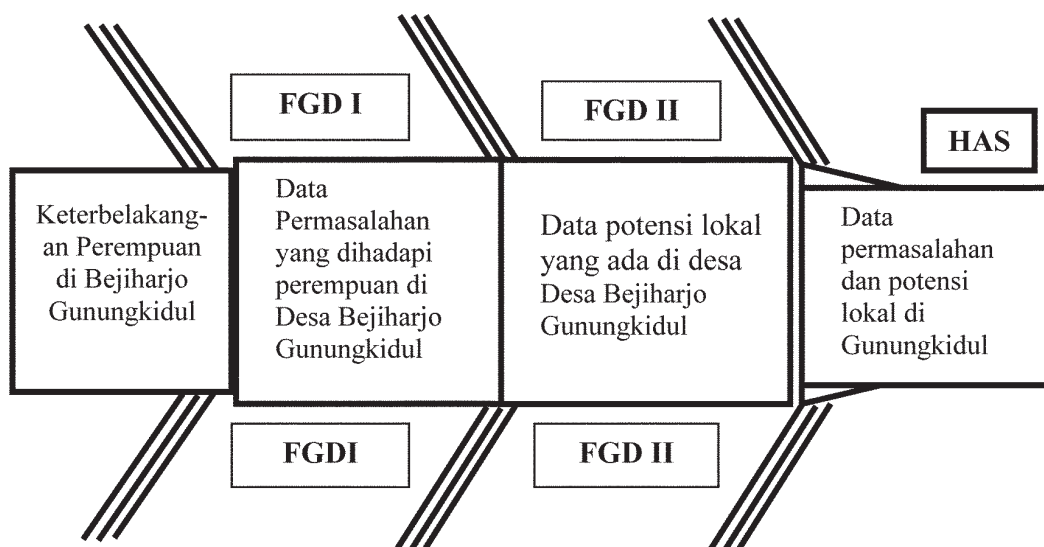 FGD I
FGD II
HAS
Keterbelakang-
an Perempuan
di Bejiharjo
Gunungkidul
Data
Permasalahan
yang dihadapi
perempuan di
Desa Bejiharjo
Gunungkidul
Data potensi lokal
yang ada di desa
Desa Bejiharjo
Gunungkidul
Data
permasalahan
dan potensi
lokal di
Gunungkidul
FGDI
FGD II